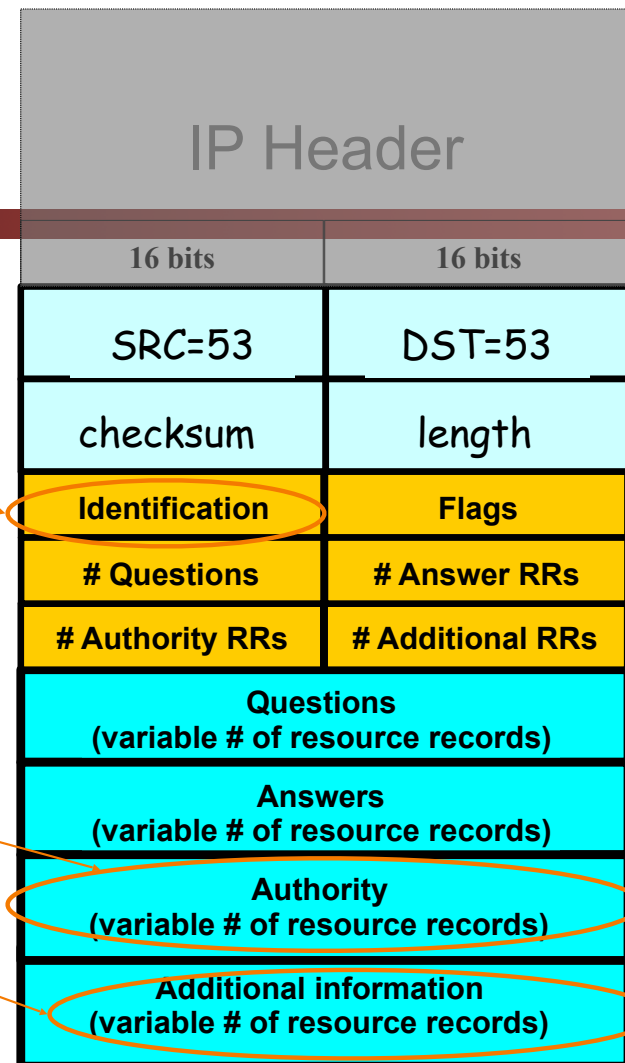 IP Header
16 bits 16 bits
SRC=53 DST=53
checksum length
Identification Flags
# Questions # Answer RRs
# Authority RRs # Additional RRs
Questions
(variable # of resource records)
Answers
(variable # of resource records)
Authority
(variable # of resource records)
Additional information
(variable # of resource records)